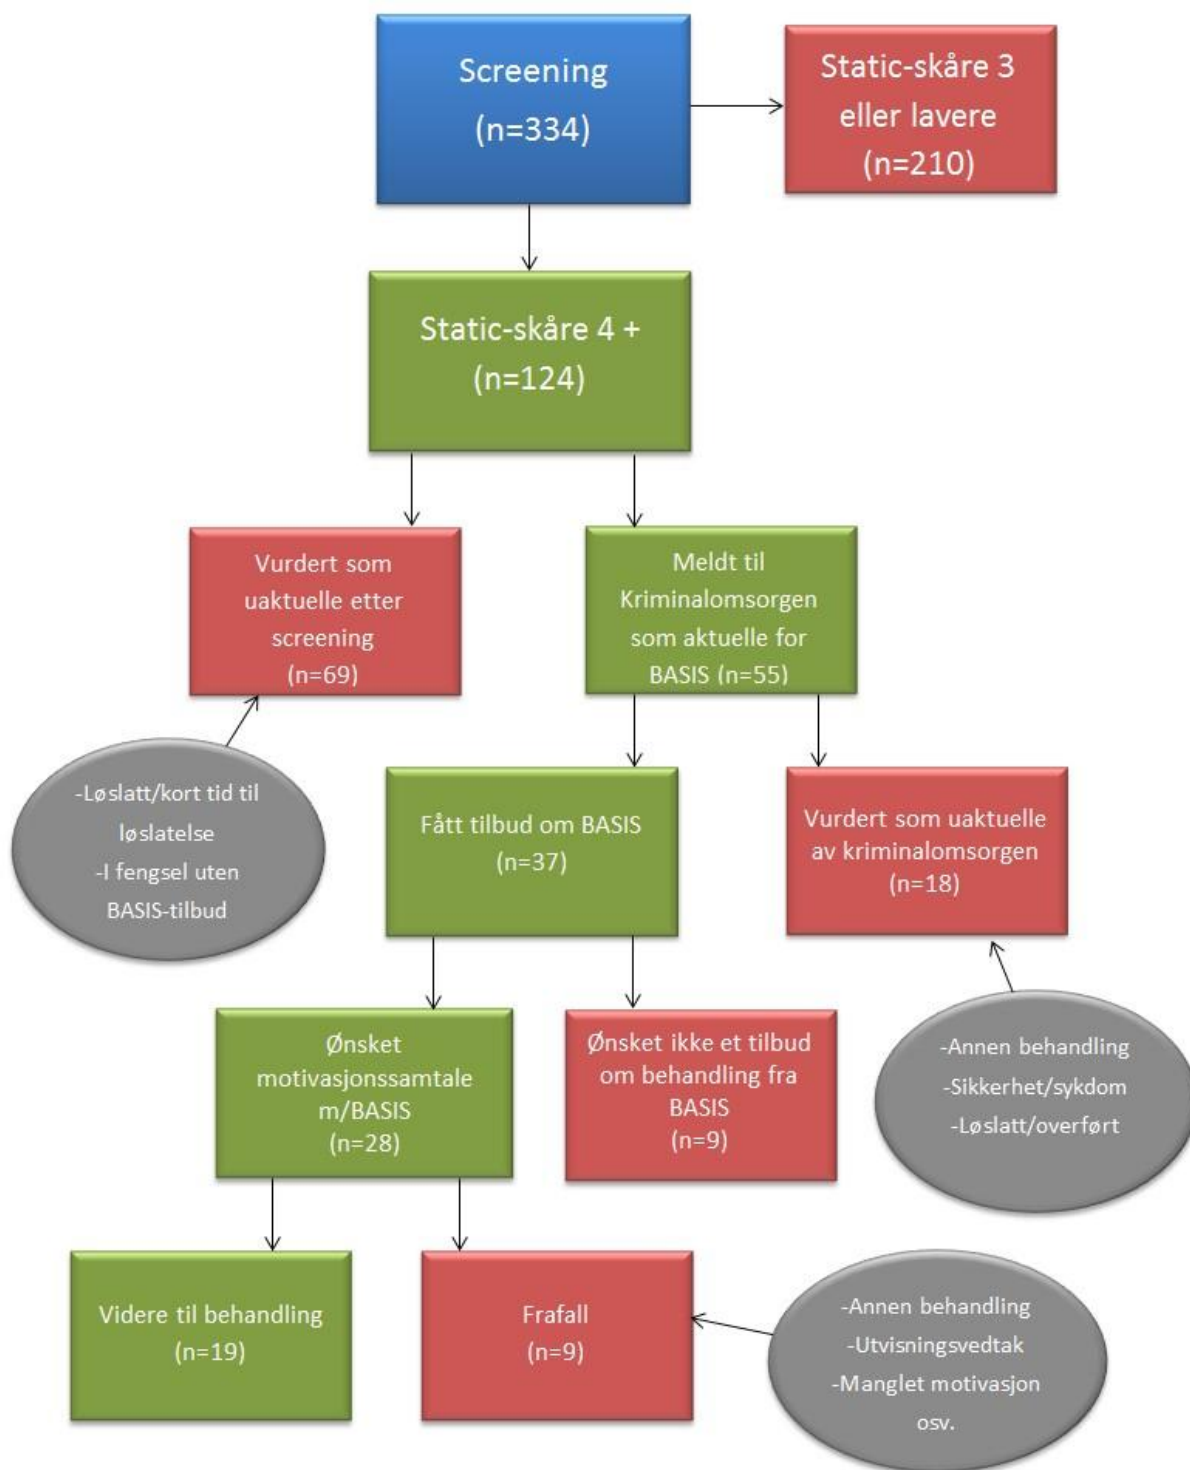 Screening
(n=334)
Static-skåre 3
eller lavere
(n=210)
Static-skåre 4 +
(n=124)
Vurdert som
uaktuelle etter
screening
(n=69)
Meldt til
Kriminalomsorgen
som aktuelle for
BASIS (n=55)
-Løslatt/kort tid til
løslatelse
-I fengsel uten
BASIS-tilbud
Fått tilbud om BASIS
(n=37)
Vurdert som uaktuelle
av kriminalomsorgen
(n=18)
Ønsket
motivasjonssamtale
m/BASIS
(n=28)
Ønsket ikke et tilbud
om behandling fra
BASIS
(n=9)
-Annen behandling
-Sikkerhet/sykdom
-Løslatt/overført
Videre til behandling
(n=19)
Frafall
(n=9)
-Annen behandling
-Utvisningsvedtak
-Manglet motivasjon
osv.